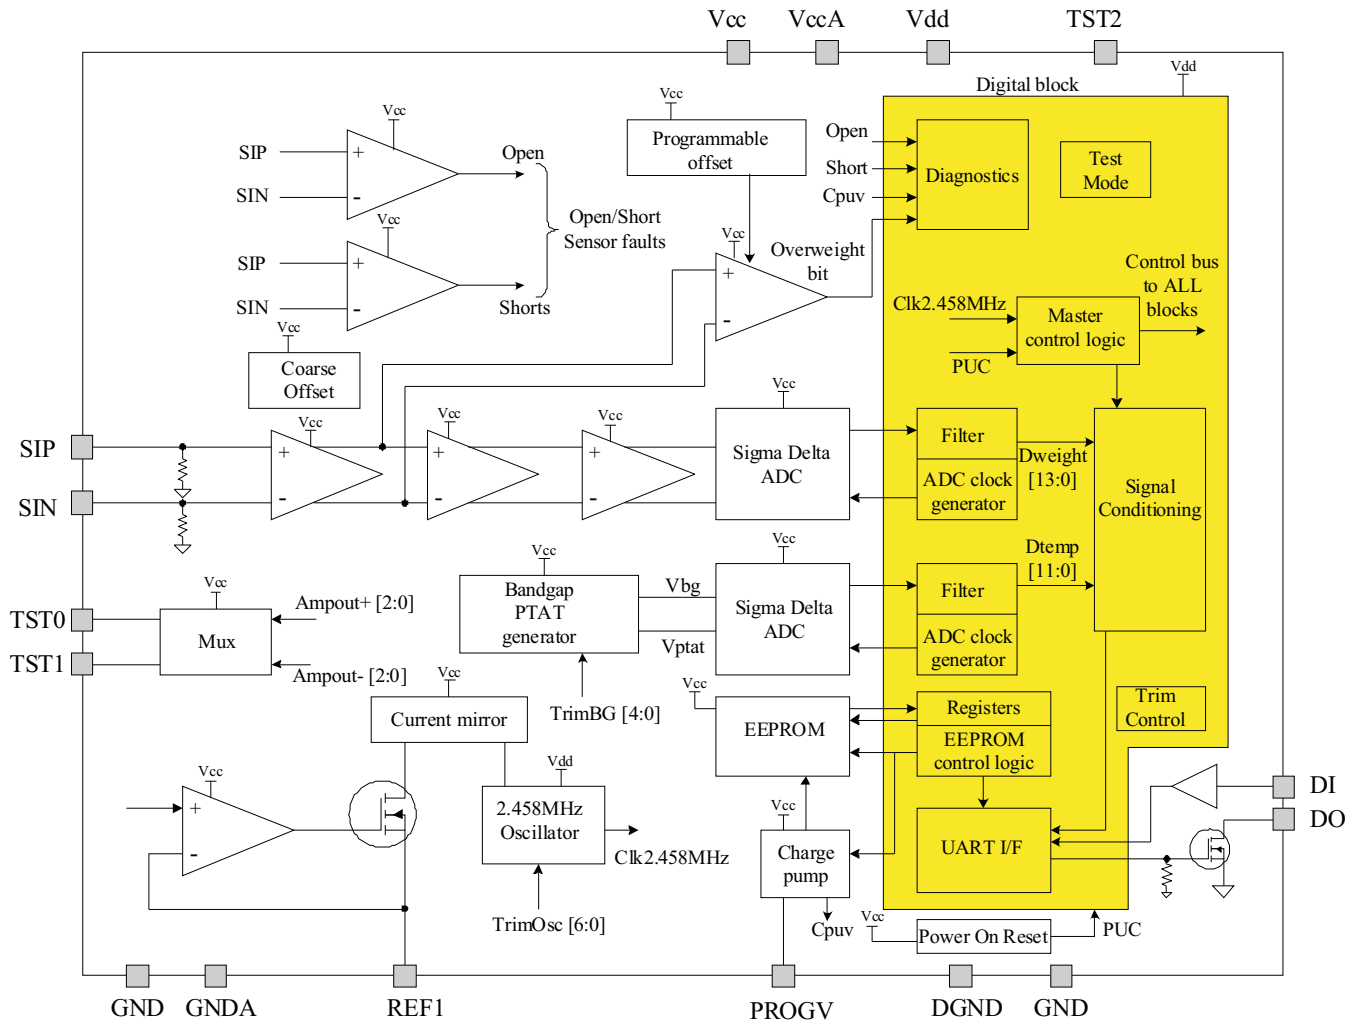 Vcc
VccA
Vdd
TST2
Vdd
Digital block
Vcc
Vcc
Programmable
offset
SIP
SIN
Open
Vcc
SIP
SIN
Shorts
Open/Short
Sensor faults
Open
Short
Cpuv
Diagnostics
Test
Mode
Vcc
Overweight
bit
Control bus
to ALL
blocks
Clk2.458MHz
Master
control logic
PUC
Vcc
Coarse
Offset
SIP
SIN
Vcc
Vcc
Vcc
Vcc
Sigma Delta
ADC
Filter
ADC clock
generator
Dweight
[13:0]
Signal
Conditioning
Vcc
Bandgap
PTAT
generator
Vbg
Vptat
Vcc
Sigma Delta
ADC
Filter
ADC clock
generator
Dtemp
[11:0]
TST0
TST1
Vcc
Mux
Ampout+ [2:0]
Ampout- [2:0]
TrimBG [4:0]
Vcc
Current mirror
Vcc
EEPROM
Registers
EEPROM
control logic
Trim
Control
Vcc
Vdd
2.458MHz
Oscillator
Clk2.458MHz
TrimOsc [6:0]
Vcc
Charge
pump
Cpuv
UART I/F
DI
DO
Vcc
Power On Reset
PUC
GND
GNDA
REF1
PROGV
DGND
GND
+
-
+
-
+
-
+
-
+
-
+
-
+
-